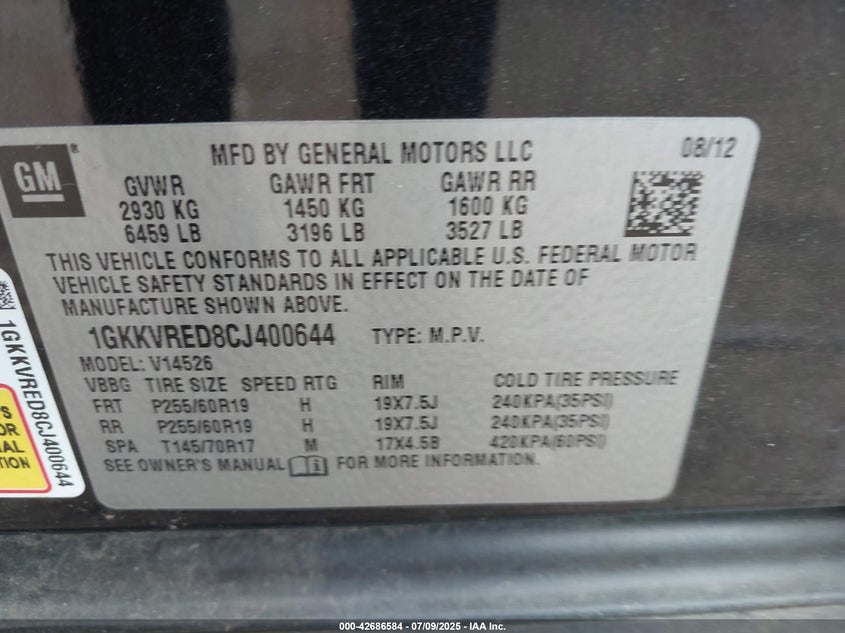 GM®
MFD BY GENERAL MOTORS LLC 08/12
GVWR GAWR FRT GAWR RR
2930 KG 1450 KG 1600 KG
6459 LB 3196 LB 3527 LB
THIS VEHICLE CONFORMS TO ALL APPLICABLE U.S. FEDERAL MOTOR
VEHICLE SAFETY STANDARDS IN EFFECT ON THE DATE OF
MANUFACTURE SHOWN ABOVE.
1GKKVRED8CJ400644 TYPE: M.P.V.
MODEL: V14526
VBBG TIRE SIZE SPEED RTG RIM COLD TIRE PRESSURE
FRT P255/60R19 H 19X7.5J 240KPA(35PSI)
RR P255/60R19 H 19X7.5J 240KPA(35PSI)
SPA T145/70R17 M 17X4.5B 420KPA(60PSI)
SEE OWNER'S MANUAL FOR MORE INFORMATION.
1GKKVRED8CJ400644
000-42686584 - 07/09/2025 - IAA Inc.